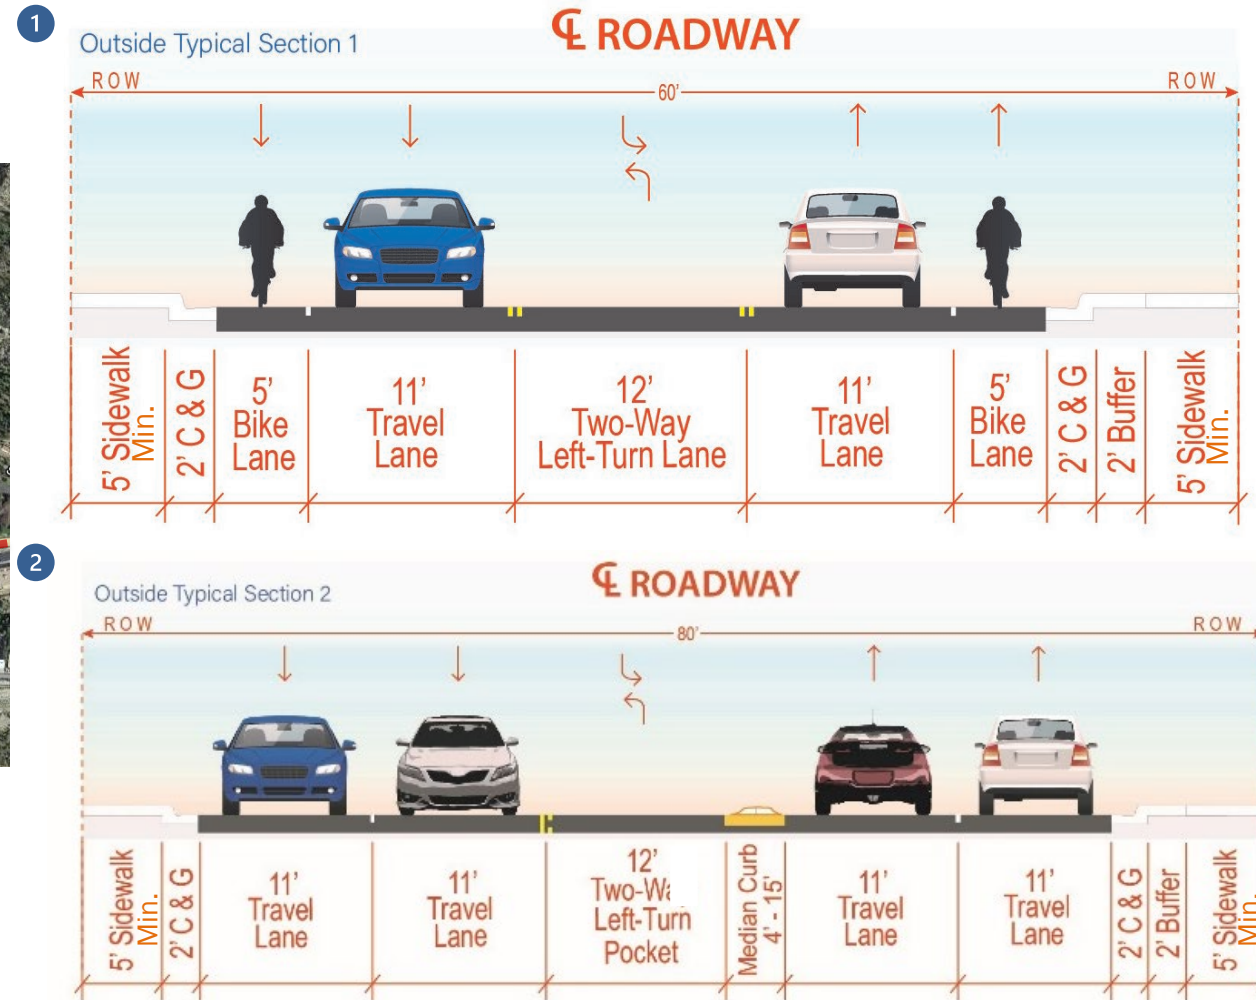 1
℄ ROADWAY
Outside Typical Section 1
ROW
60'
ROW
5' Sidewalk
Min.
2' C & G
5'
Bike
Lane
11'
Travel
Lane
12'
Two-Way
Left-Turn Lane
11'
Travel
Lane
5'
Bike
Lane
2' C & G
2' Buffer
5' Sidewalk
Min.
2
℄ ROADWAY
Outside Typical Section 2
ROW
80'
ROW
5' Sidewalk
Min.
2' C & G
11'
Travel
Lane
11'
Travel
Lane
12'
Two-Wa
Left-Turn
Pocket
Median Curb
4' - 15'
11'
Travel
Lane
11'
Travel
Lane
2' C & G
2' Buffer
5' Sidewalk
Min.